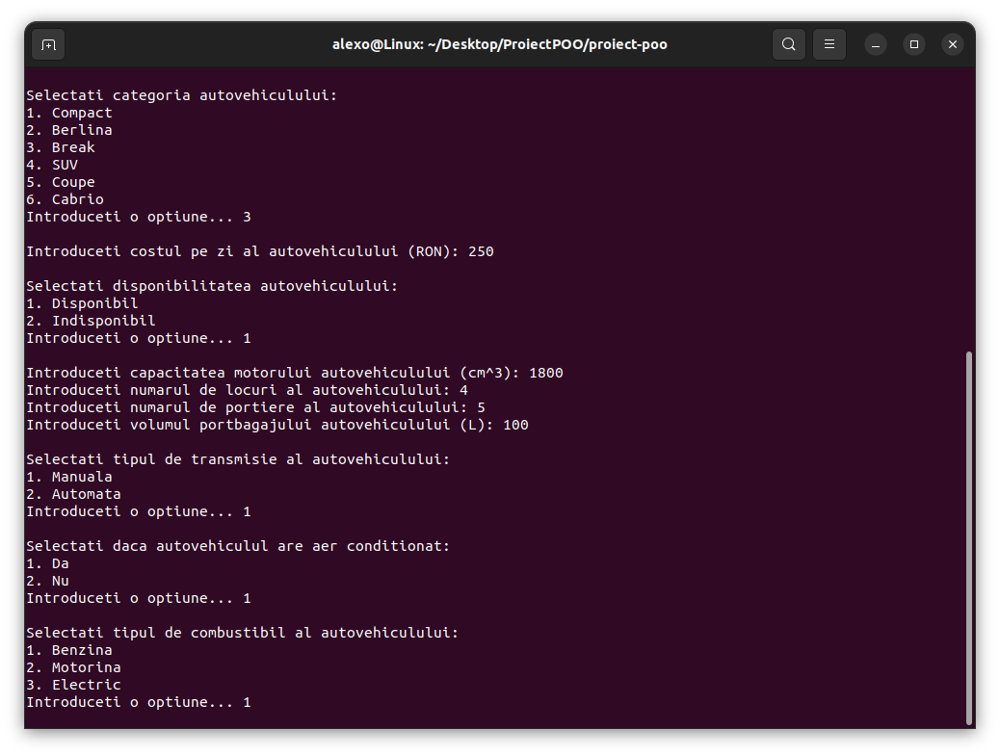 alexo@Linux: ~/Desktop/ProiectPOO/proiect-poo
Selectati categoria autovehiculului:
1. Compact
2. Berlina
3. Break
4. SUV
5. Coupe
6. Cabrio
Introduceti o optiune... 3
Introduceti costul pe zi al autovehiculului (RON): 250
Selectati disponibilitatea autovehiculului:
1. Disponibil
2. Indisponibil
Introduceti o optiune... 1
Introduceti capacitatea motorului autovehiculului (cm^3): 1800
Introduceti numarul de locuri al autovehiculului: 4
Introduceti numarul de portiere al autovehiculului: 5
Introduceti volumul portbagajului autovehiculului (L): 100
Selectati tipul de transmisie al autovehiculului:
1. Manuala
2. Automata
Introduceti o optiune... 1
Selectati daca autovehiculul are aer conditionat:
1. Da
2. Nu
Introduceti o optiune... 1
Selectati tipul de combustibil al autovehiculului:
1. Benzina
2. Motorina
3. Electric
Introduceti o optiune... 1